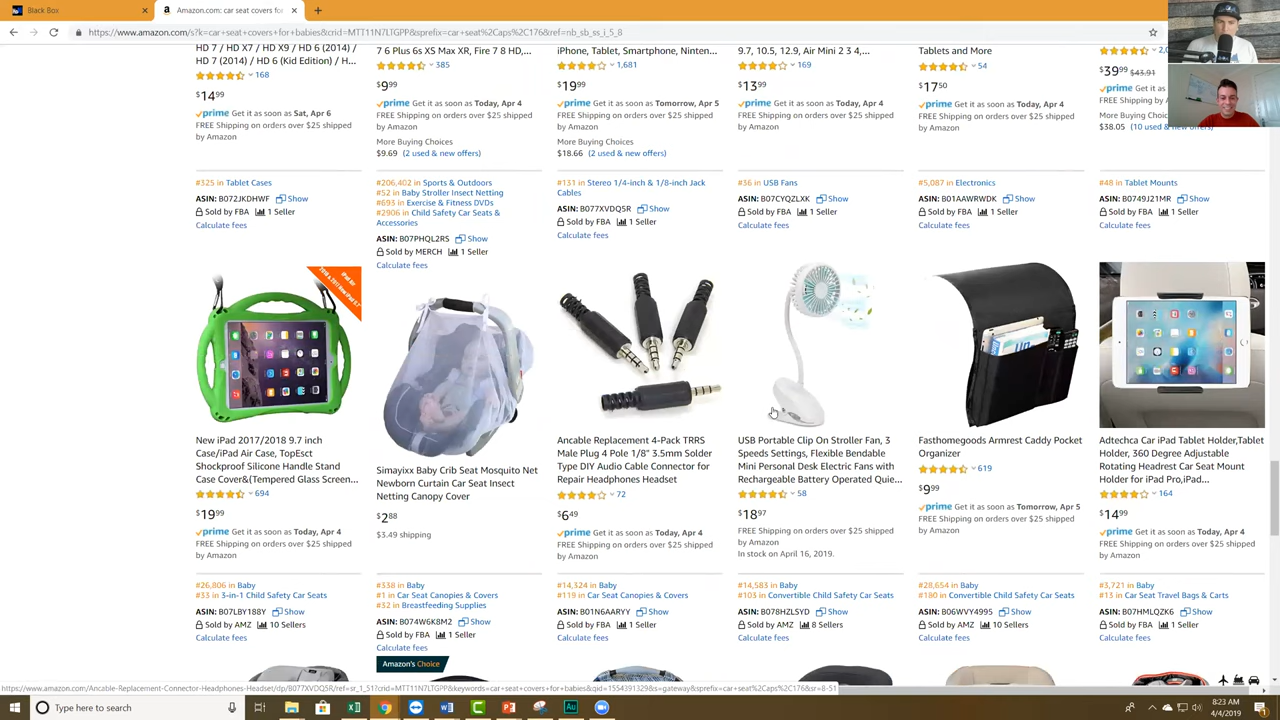 Black Box
Amazon.com: car seat covers fo
https://www.amazon.com/s?k=car+seat+covers+for+babies&crid=MTT11N7LTGPP&sprefix=car+seat%2Caps%2C176&ref=nb_sb_ss_i_5_8
HD 7 / HD X7 / HX9 / HD 6 (2014) /
HD 7 (2014) / HD 6 (Kid Edition) / H...
168
$14.99
prime Get it as soon as Sat, Apr 6
FREE Shipping on orders over $25 shipped
by Amazon
7 6 Plus 6s XS Max XR, Fire 7 8 HD,...
385
$9.99
prime Get it as soon as Today, Apr 4
FREE Shipping on orders over $25 shipped
by Amazon
More Buying Choices
$9.69 (2 used & new offers)
iPhone, Tablet, Smartphone, Ninten...
1,681
$19.99
prime Get it as soon as Tomorrow, Apr 5
FREE Shipping on orders over $25 shipped
by Amazon
More Buying Choices
$18.66 (2 used & new offers)
9.7, 10.5, 12.9, Air Mini 2 3 4,...
169
$13.99
prime Get it as soon as Today, Apr 4
FREE Shipping on orders over $25 shipped
by Amazon
Tablets and More
54
$17.50
prime Get it as soon as Today, Apr 4
FREE Shipping on orders over $25 shipped
by Amazon
$39.99 $43.91
prime Get it as
FREE Shipping
by Amazon
More Buying
$38.05 (10 used & new offers)
#325 in Tablet Cases
ASIN: B072JKDHWF Show
Sold by FBA 1 Seller
Calculate fees
#206,402 in Sports & Outdoors
#52 in Baby Stroller Insect Netting
#693 in Exercise & Fitness DVDs
#2906 in Child Safety Car Seats &
Accessories
ASIN: B07PHQL2RS Show
Sold by MERCH 1 Seller
Calculate fees
#131 in Stereo 1/4-inch & 1/8-inch Jack
Cables
ASIN: B077XVDQ5R Show
Sold by FBA 1 Seller
Calculate fees
#36 in USB Fans
ASIN: B07CYQZLXK Show
Sold by FBA 1 Seller
Calculate fees
#5,087 in Electronics
ASIN: B01AAWRWDK Show
Sold by FBA 1 Seller
Calculate fees
#48 in Tablet Mounts
ASIN: B0749J21MR Show
Sold by FBA 1 Seller
Calculate fees
New iPad 2017/2018 9.7 inch
Case/iPad Air Case, TopEsct
Shockproof Silicone Handle Stand
Case Cover&(Tempered Glass Screen...
694
$19.99
prime Get it as soon as Today, Apr 4
FREE Shipping on orders over $25 shipped
by Amazon
Simayixx Baby Crib Seat Mosquito Net
Newborn Curtain Car Seat Insect
Netting Canopy Cover
$2.88
$3.49 shipping
Ancable Replacement 4-Pack TRRS
Male Plug 4 Pole 1/8" 3.5mm Solder
Type DIY Audio Cable Connector for
Repair Headphones Headset
72
$6.49
prime Get it as soon as Today, Apr 4
FREE Shipping on orders over $25 shipped
by Amazon
USB Portable Clip On Stroller Fan, 3
Speeds Settings, Flexible Bendable
Mini Personal Desk Electric Fans with
Rechargeable Battery Operated Quie...
58
$18.97
FREE Shipping on orders over $25 shipped
by Amazon
In stock on April 16, 2019.
Fasthomegoods Armrest Caddy Pocket
Organizer
619
$9.99
prime Get it as soon as Tomorrow, Apr 5
FREE Shipping on orders over $25 shipped
by Amazon
Adtechca Car iPad Tablet Holder,Tablet
Holder, 360 Degree Adjustable
Rotating Headrest Car Seat Mount
Holder for iPad Pro,iPad...
164
$14.99
prime Get it as soon as Today, Apr 4
FREE Shipping on orders over $25 shipped
by Amazon
#26,806 in Baby
#33 in 3-in-1 Child Safety Car Seats
ASIN: B07LBY188Y Show
Sold by AMZ 10 Sellers
Calculate fees
#338 in Baby
#1 in Car Seat Canopies & Covers
#32 in Breastfeeding Supplies
ASIN: B074W6K8M2 Show
Sold by FBA 1 Seller
Calculate fees
#14,324 in Baby
#119 in Car Seat Canopies & Covers
ASIN: B01N6AARYY Show
Sold by FBA 1 Seller
Calculate fees
#14,583 in Baby
#103 in Convertible Child Safety Car Seats
ASIN: B078HZLSYD Show
Sold by AMZ 8 Sellers
Calculate fees
#28,654 in Baby
#180 in Convertible Child Safety Car Seats
ASIN: B06WVY4995 Show
Sold by AMZ 10 Sellers
Calculate fees
#3,721 in Baby
#13 in Car Seat Travel Bags & Carts
ASIN: B07HMLQZK6 Show
Sold by FBA 1 Seller
Calculate fees
Amazon's Choice
https://www.amazon.com/Ancable-Replacement-Connector-Headphones-Headset/dp/B077XVDQ5R/ref=sr_1_51?crid=MTT11N7LTGPP&keywords=car+seat+covers+for+babies&qid=1554391329&s=gateway&sprefix=car+seat%2Caps%2C176&sr=8-51
Type here to search
8:23 AM
4/4/2019